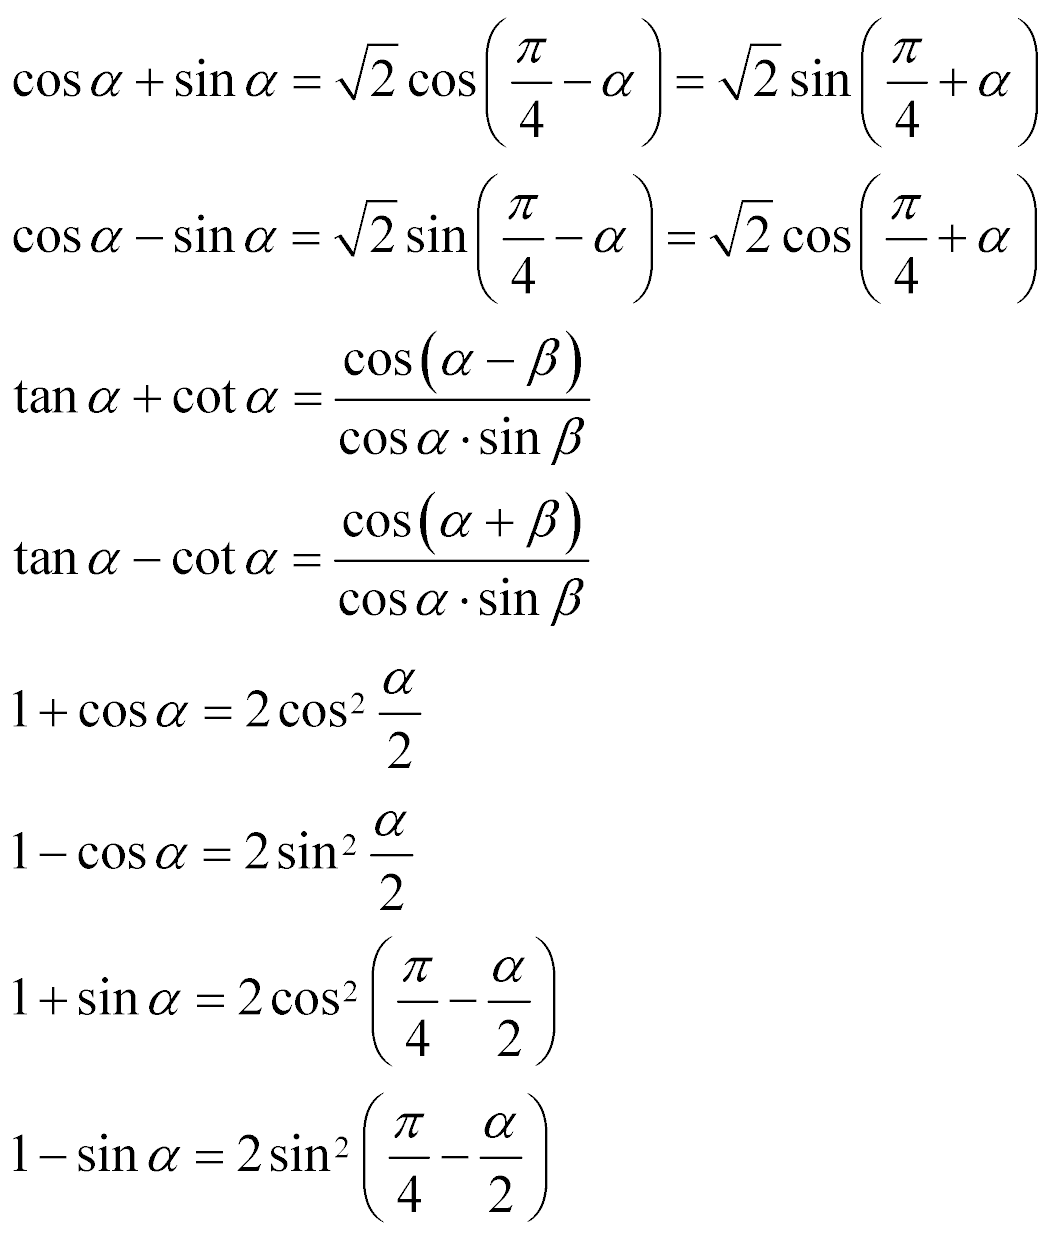 cos α + sin α = √2 cos(π/4 − α) = √2 sin(π/4 + α)
cos α − sin α = √2 sin(π/4 − α) = √2 cos(π/4 + α)
tan α + cot α = cos(α − β)/(cos α · sin β)
tan α − cot α = cos(α + β)/(cos α · sin β)
1 + cos α = 2 cos² α/2
1 − cos α = 2 sin² α/2
1 + sin α = 2 cos² (π/4 − α/2)
1 − sin α = 2 sin² (π/4 − α/2)